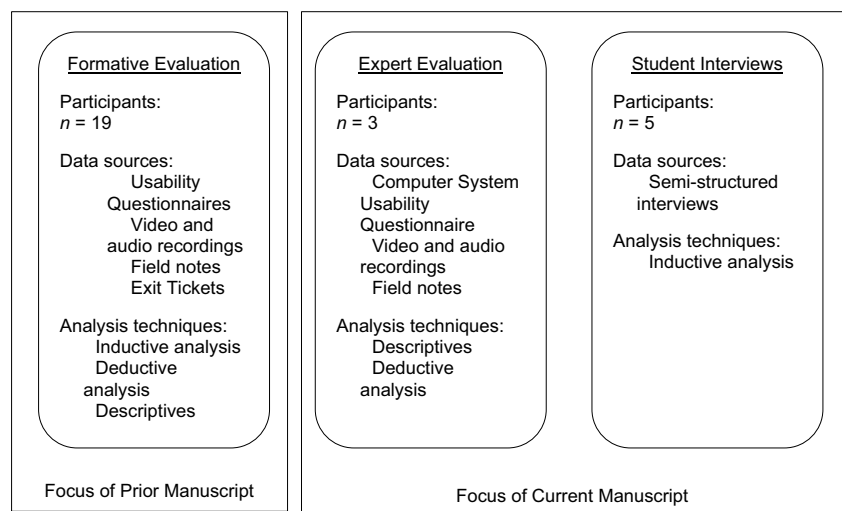 Formative Evaluation
Participants:
n = 19
Data sources:
Usability
Questionnaires
Video and
audio recordings
Field notes
Exit Tickets
Analysis techniques:
Inductive analysis
Deductive
analysis
Descriptives
Focus of Prior Manuscript
Expert Evaluation
Participants:
n = 3
Data sources:
Computer System
Usability
Questionnaire
Video and audio
recordings
Field notes
Analysis techniques:
Descriptives
Deductive
analysis
Student Interviews
Participants:
n = 5
Data sources:
Semi-structured
interviews
Analysis techniques:
Inductive analysis
Focus of Current Manuscript